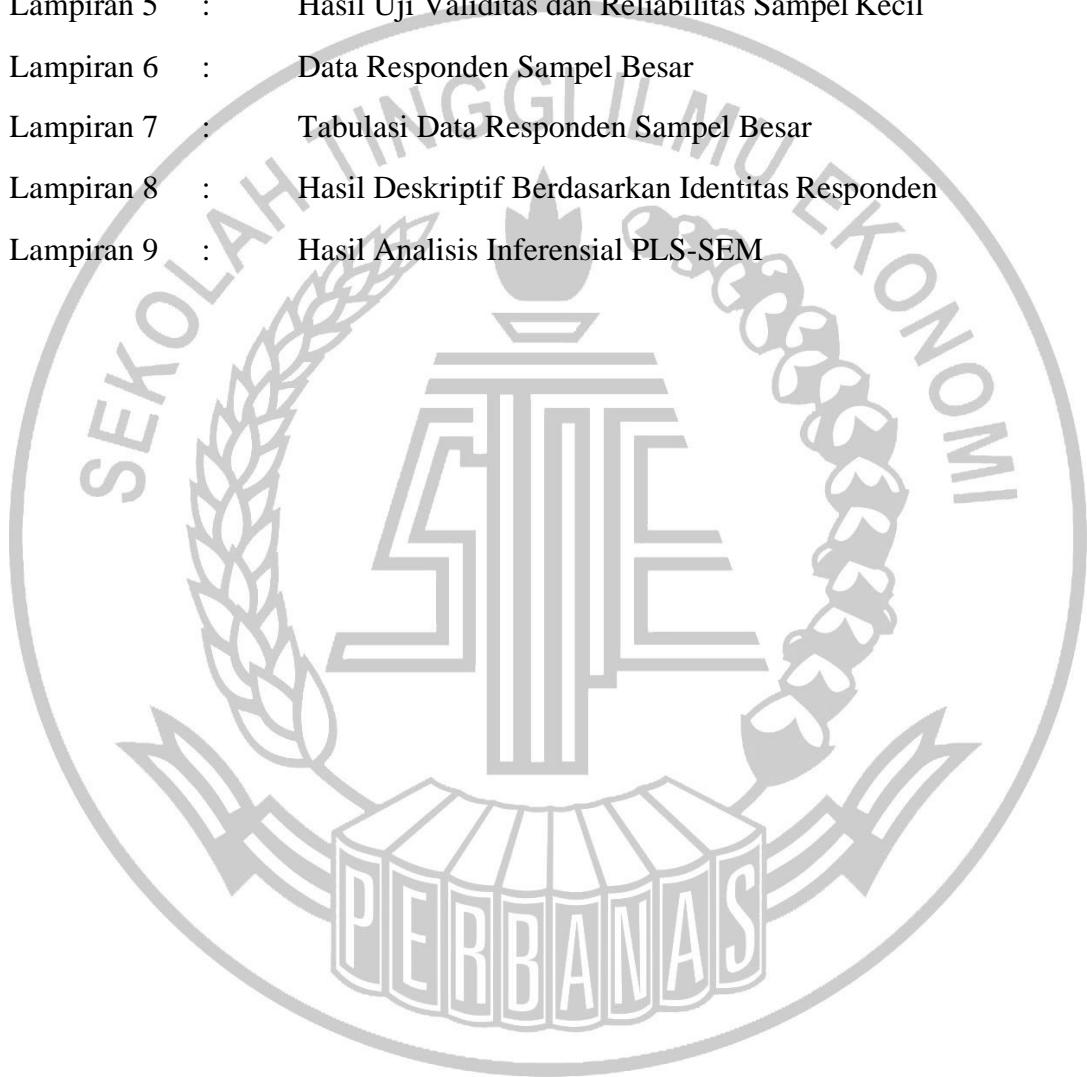 Lampiran 5 : Hasil Uji Validitas dan Reliabilitas Sampel Kecil
Lampiran 6 : Data Responden Sampel Besar
Lampiran 7 : Tabulasi Data Responden Sampel Besar
Lampiran 8 : Hasil Deskriptif Berdasarkan Identitas Responden
Lampiran 9 : Hasil Analisis Inferensial PLS-SEM
SEKOLAH TINGGI ILMU EKONOMI
STIE
PERBANAS